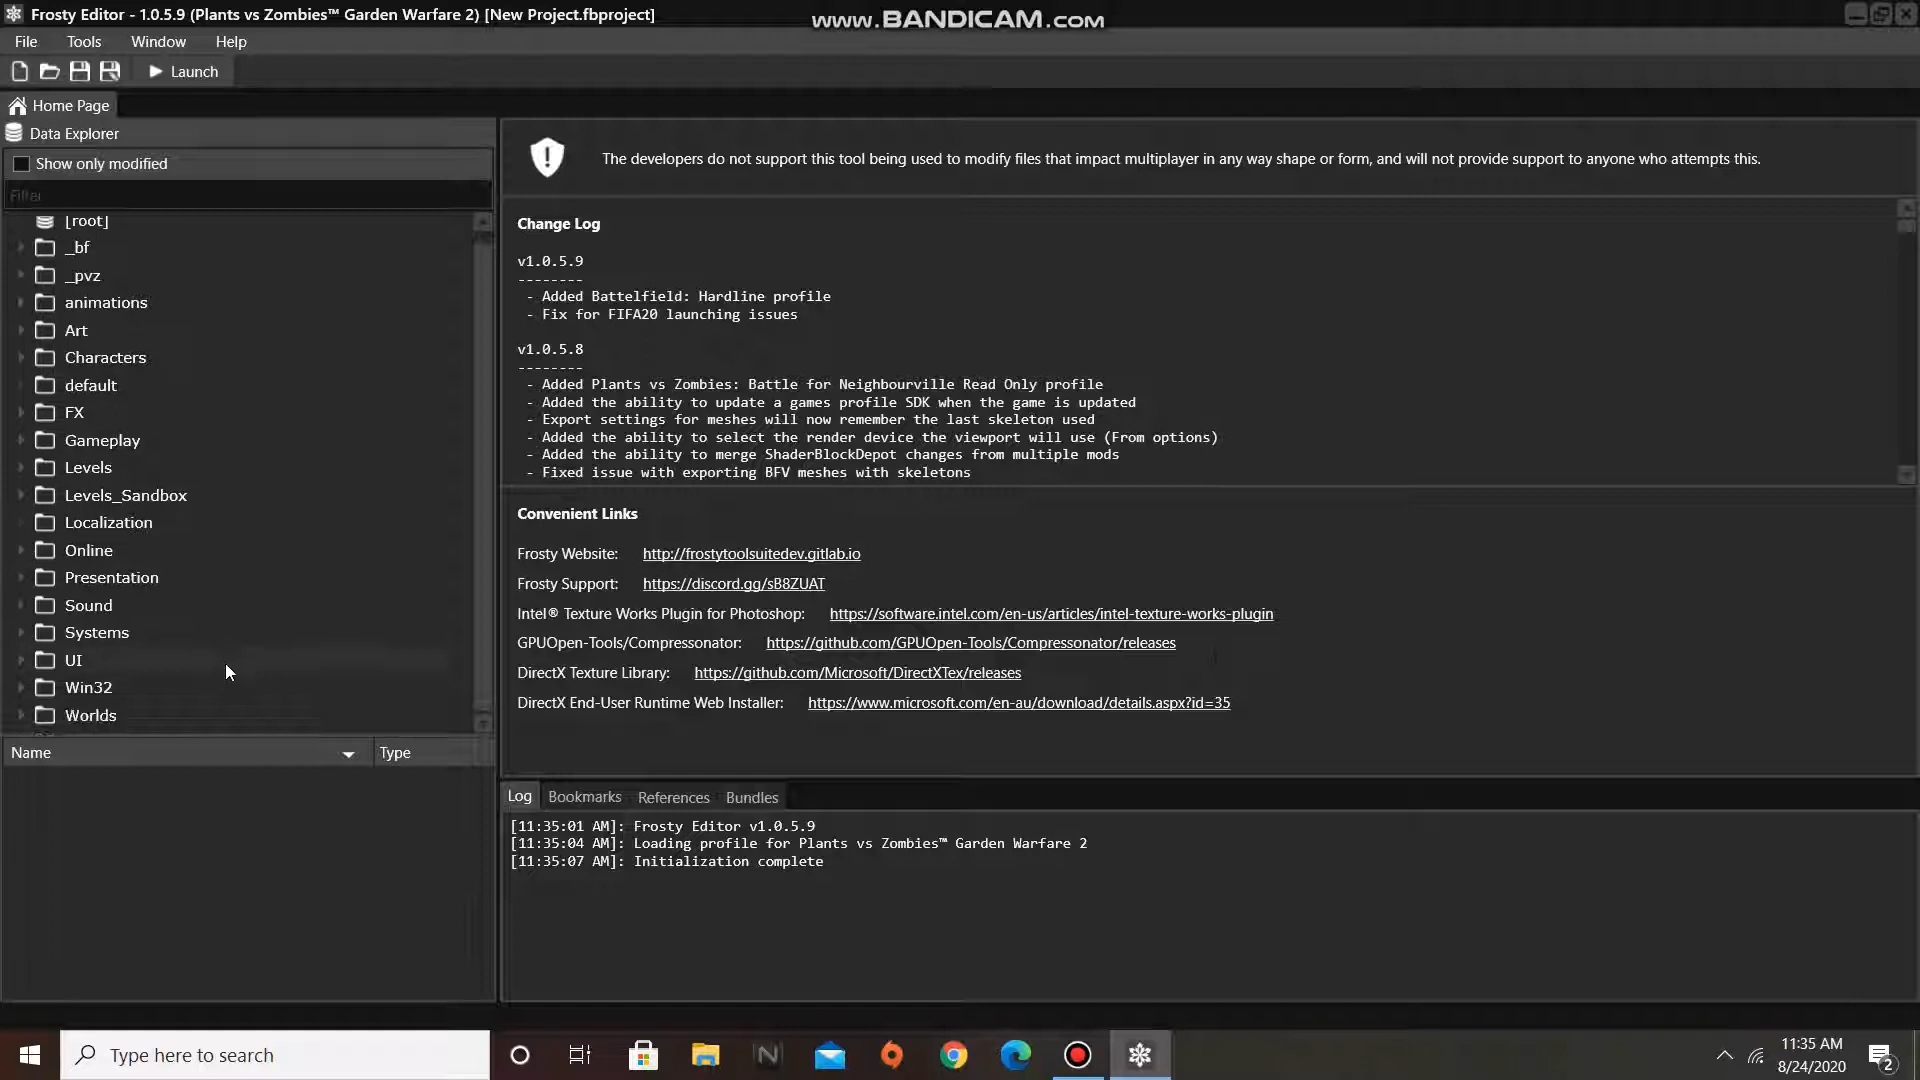 Frosty Editor - 1.0.5.9 (Plants vs Zombies™ Garden Warfare 2) [New Project.fbproject]
www.BANDICAM.com
File Tools Window Help
Launch
Home Page
Data Explorer
Show only modified
Filter
[root]
_bf
_pvz
animations
Art
Characters
default
FX
Gameplay
Levels
Levels_Sandbox
Localization
Online
Presentation
Sound
Systems
UI
Win32
Worlds
Name Type
The developers do not support this tool being used to modify files that impact multiplayer in any way shape or form, and will not provide support to anyone who attempts this.
Change Log
v1.0.5.9
--------
- Added Battelfield: Hardline profile
- Fix for FIFA20 launching issues
v1.0.5.8
--------
- Added Plants vs Zombies: Battle for Neighbourville Read Only profile
- Added the ability to update a games profile SDK when the game is updated
- Export settings for meshes will now remember the last skeleton used
- Added the ability to select the render device the viewport will use (From options)
- Added the ability to merge ShaderBlockDepot changes from multiple mods
- Fixed issue with exporting BFV meshes with skeletons
Convenient Links
Frosty Website: http://frostytoolsuitedev.gitlab.io
Frosty Support: https://discord.gg/sB8ZUAT
Intel® Texture Works Plugin for Photoshop: https://software.intel.com/en-us/articles/intel-texture-works-plugin
GPUOpen-Tools/Compressonator: https://github.com/GPUOpen-Tools/Compressonator/releases
DirectX Texture Library: https://github.com/Microsoft/DirectXTex/releases
DirectX End-User Runtime Web Installer: https://www.microsoft.com/en-au/download/details.aspx?id=35
Log Bookmarks References Bundles
[11:35:01 AM]: Frosty Editor v1.0.5.9
[11:35:04 AM]: Loading profile for Plants vs Zombies™ Garden Warfare 2
[11:35:07 AM]: Initialization complete
Type here to search
11:35 AM
8/24/2020
2